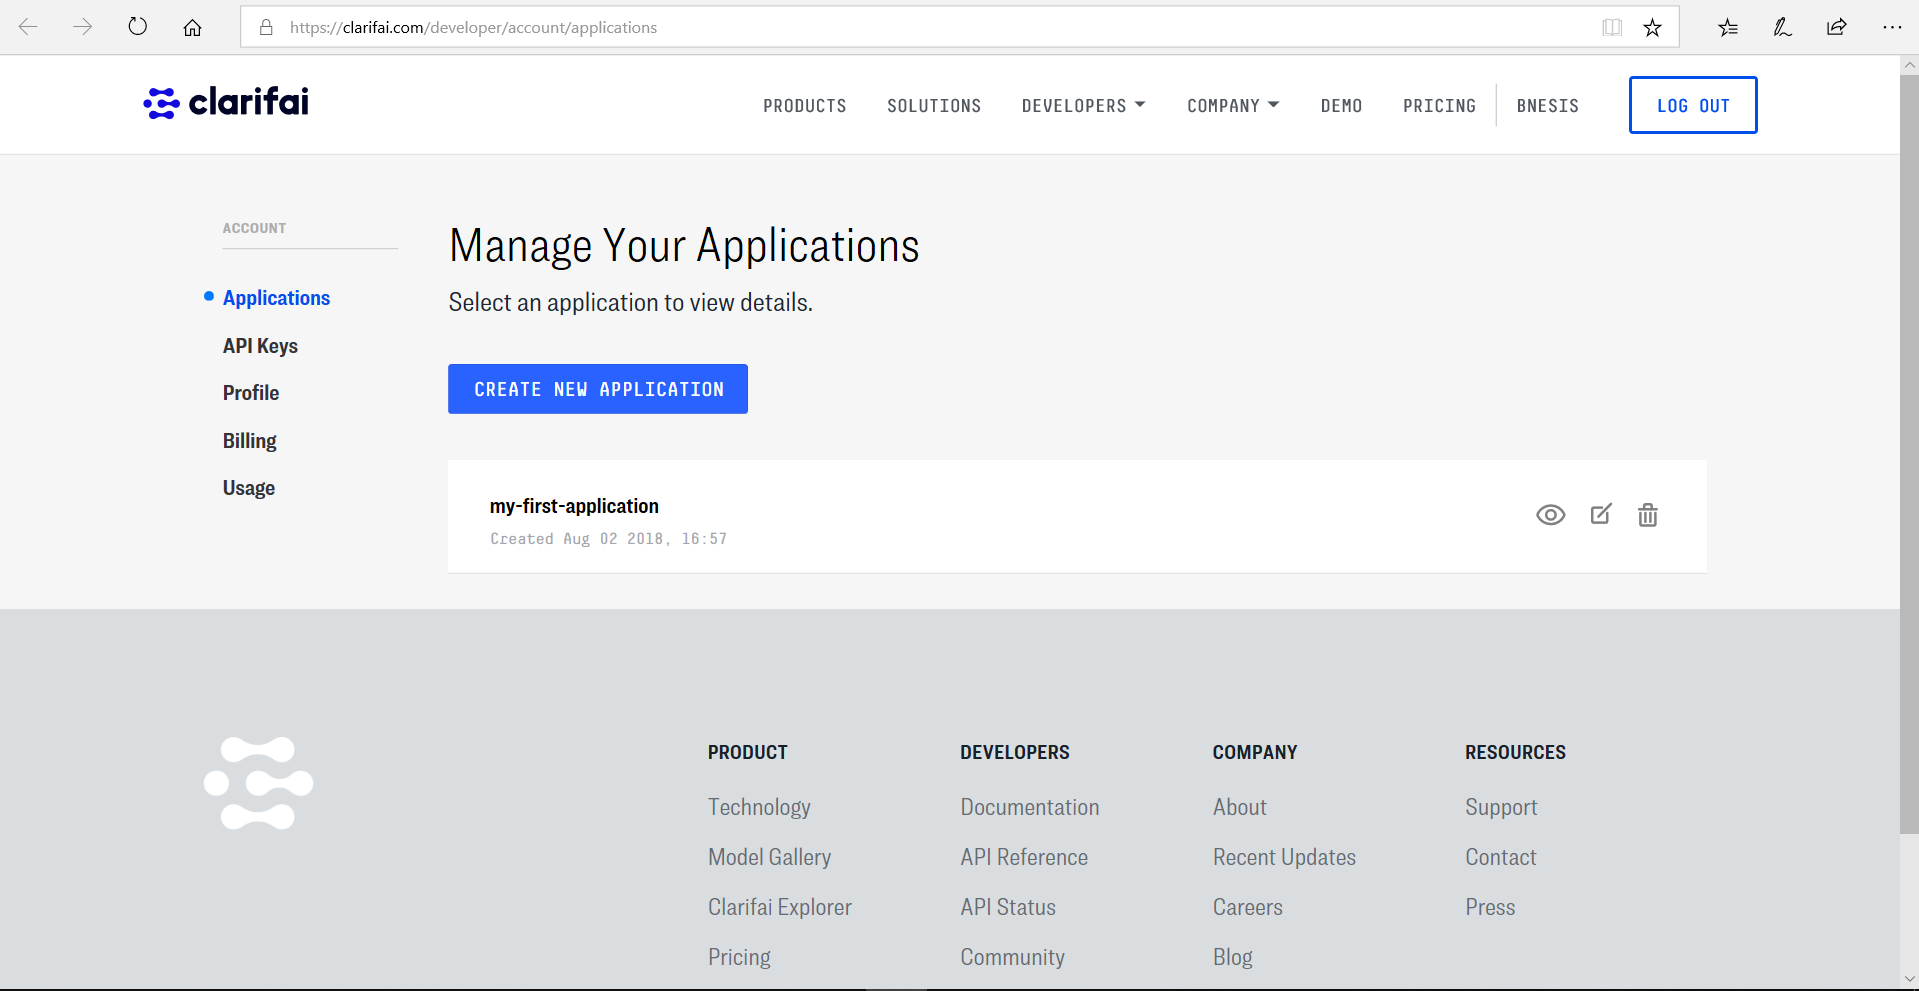 https://clarifai.com/developer/account/applications
clarifai
PRODUCTS SOLUTIONS DEVELOPERS COMPANY DEMO PRICING BNESIS LOG OUT
ACCOUNT
Applications
API Keys
Profile
Billing
Usage
Manage Your Applications
Select an application to view details.
CREATE NEW APPLICATION
my-first-application
Created Aug 02 2018, 16:57
PRODUCT
Technology
Model Gallery
Clarifai Explorer
Pricing
DEVELOPERS
Documentation
API Reference
API Status
Community
COMPANY
About
Recent Updates
Careers
Blog
RESOURCES
Support
Contact
Press